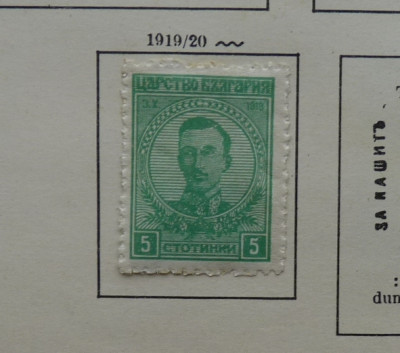 1919/20
ЦАРСТВО БЪЛГАРИЯ
3.X. 1918
5 СТОТИНКИ 5
ЗА НАШИТѢ
:
dun